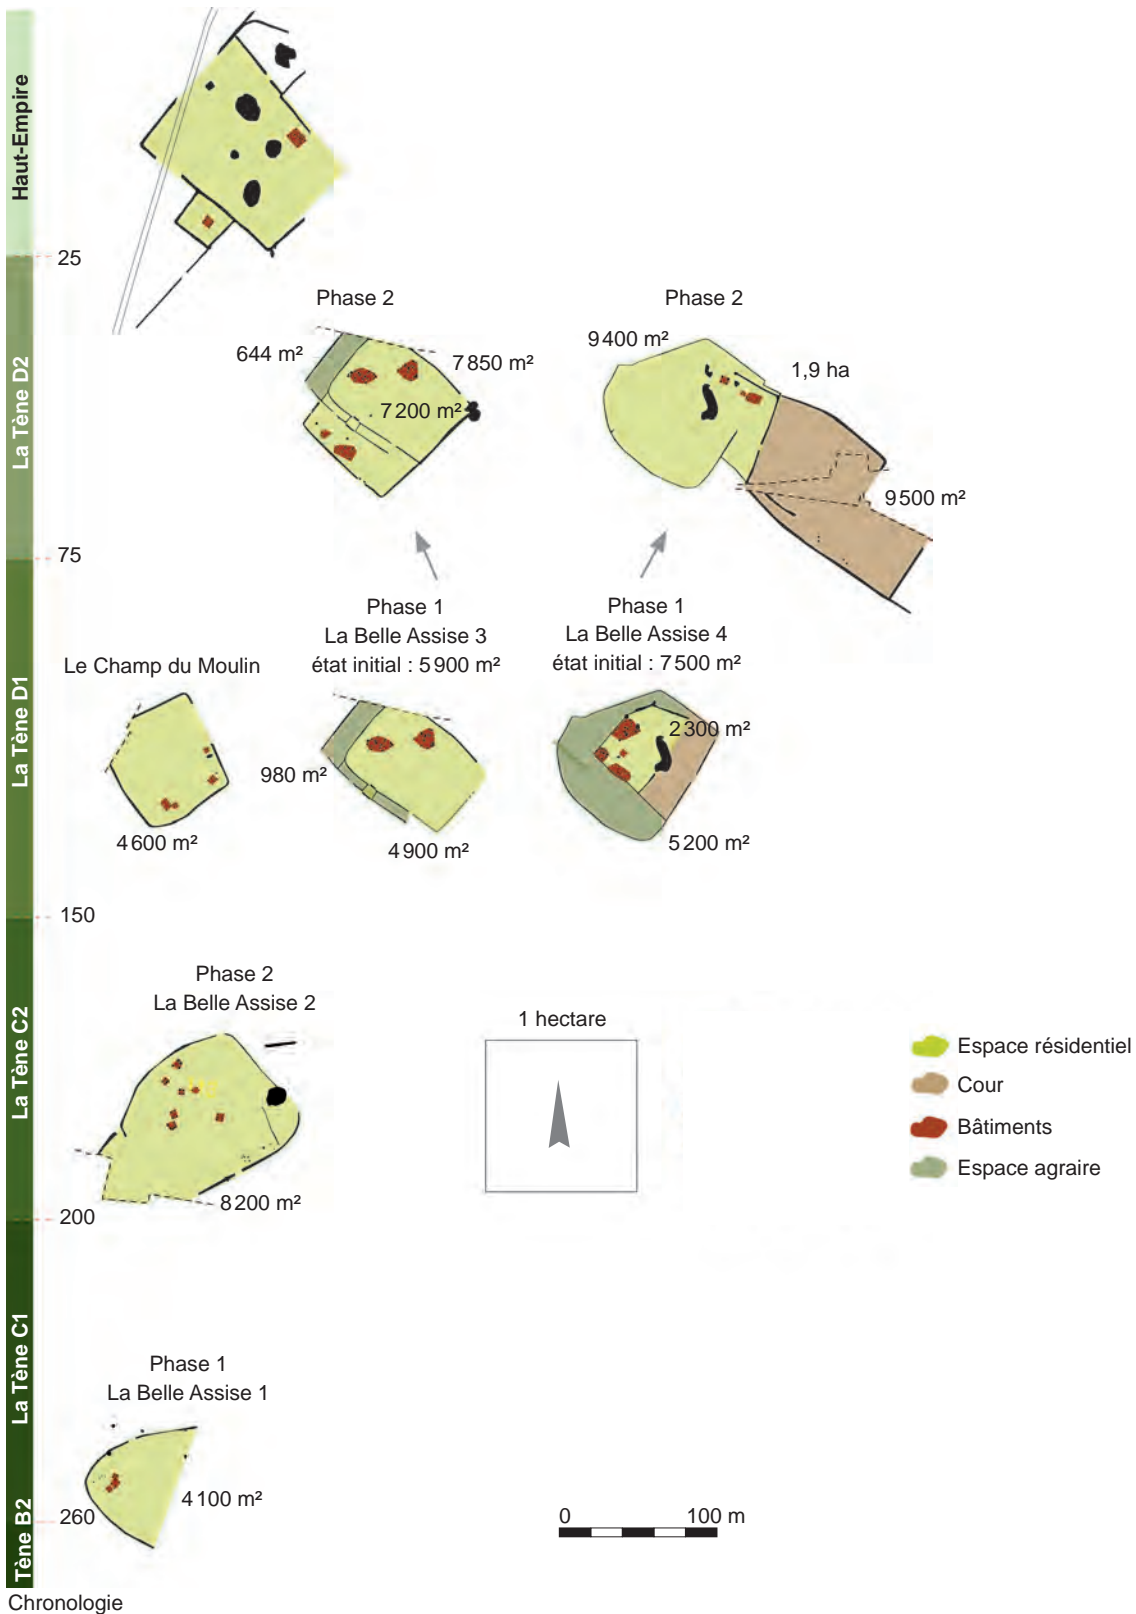 Haut-Empire
25
Phase 2
Phase 2
644 m²
7 850 m²
7 200 m²
9 400 m²
1,9 ha
9 500 m²
La Tène D2
75
Phase 1
La Belle Assise 3
état initial : 5 900 m²
Phase 1
La Belle Assise 4
état initial : 7 500 m²
Le Champ du Moulin
La Tène D1
980 m²
2 300 m²
4 600 m²
4 900 m²
5 200 m²
150
Phase 2
La Belle Assise 2
La Tène C2
8 200 m²
1 hectare
Espace résidentiel
Cour
Bâtiments
Espace agraire
200
La Tène C1
Phase 1
La Belle Assise 1
4 100 m²
260
Tène B2
0 100 m
Chronologie